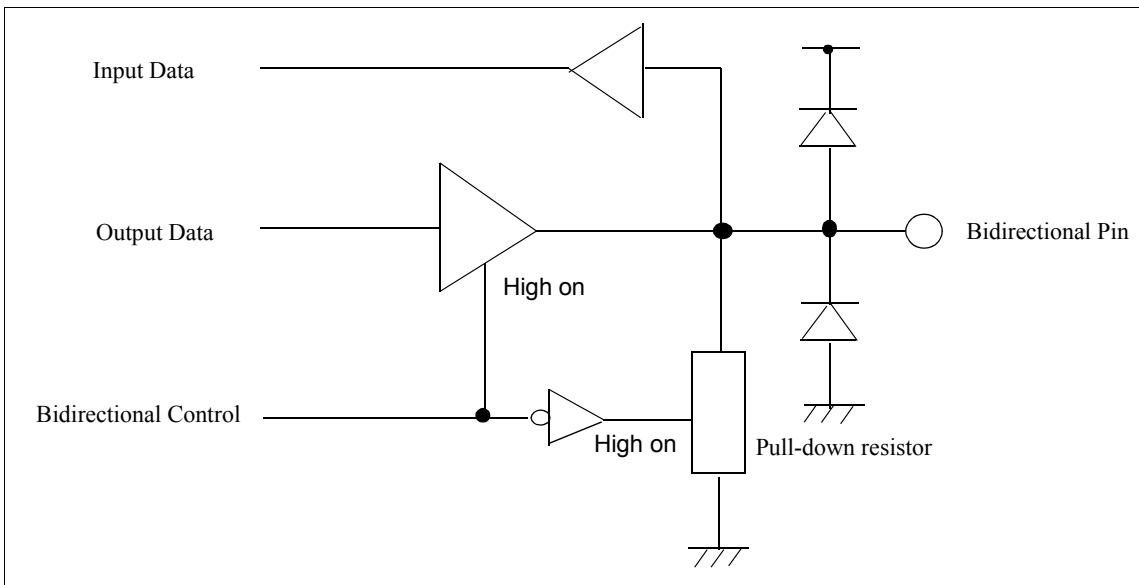 Input Data
Output Data
Bidirectional Pin
High on
Bidirectional Control
High on
Pull-down resistor